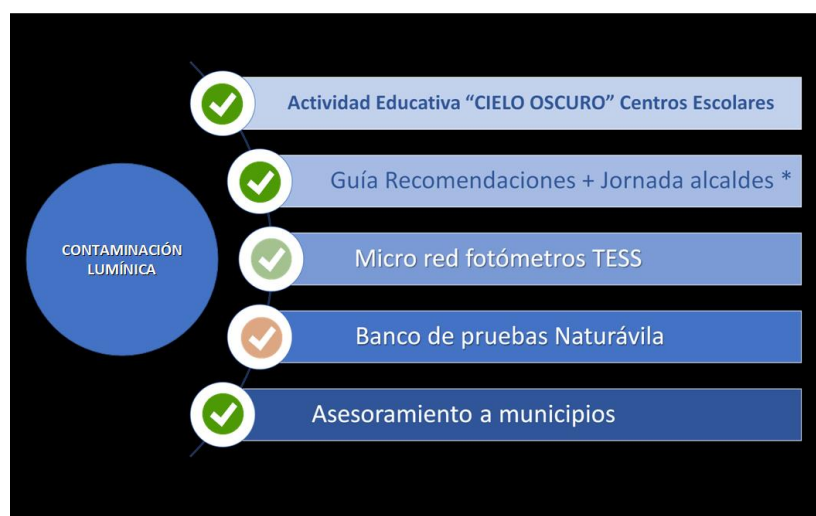 Actividad Educativa “CIELO OSCURO” Centros Escolares
Guía Recomendaciones + Jornada alcaldes *
CONTAMINACIÓN
LUMÍNICA
Micro red fotómetros TESS
Banco de pruebas Naturávila
Asesoramiento a municipios